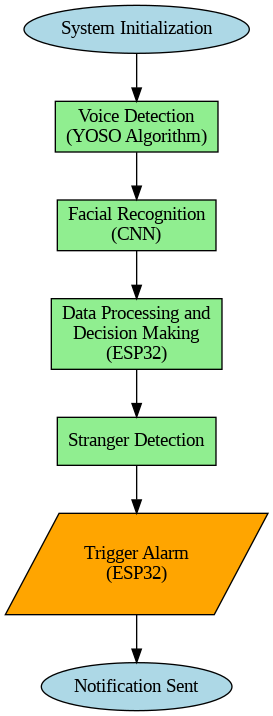 System Initialization
Voice Detection
(YOSO Algorithm)
Facial Recognition
(CNN)
Data Processing and
Decision Making
(ESP32)
Stranger Detection
Trigger Alarm
(ESP32)
Notification Sent